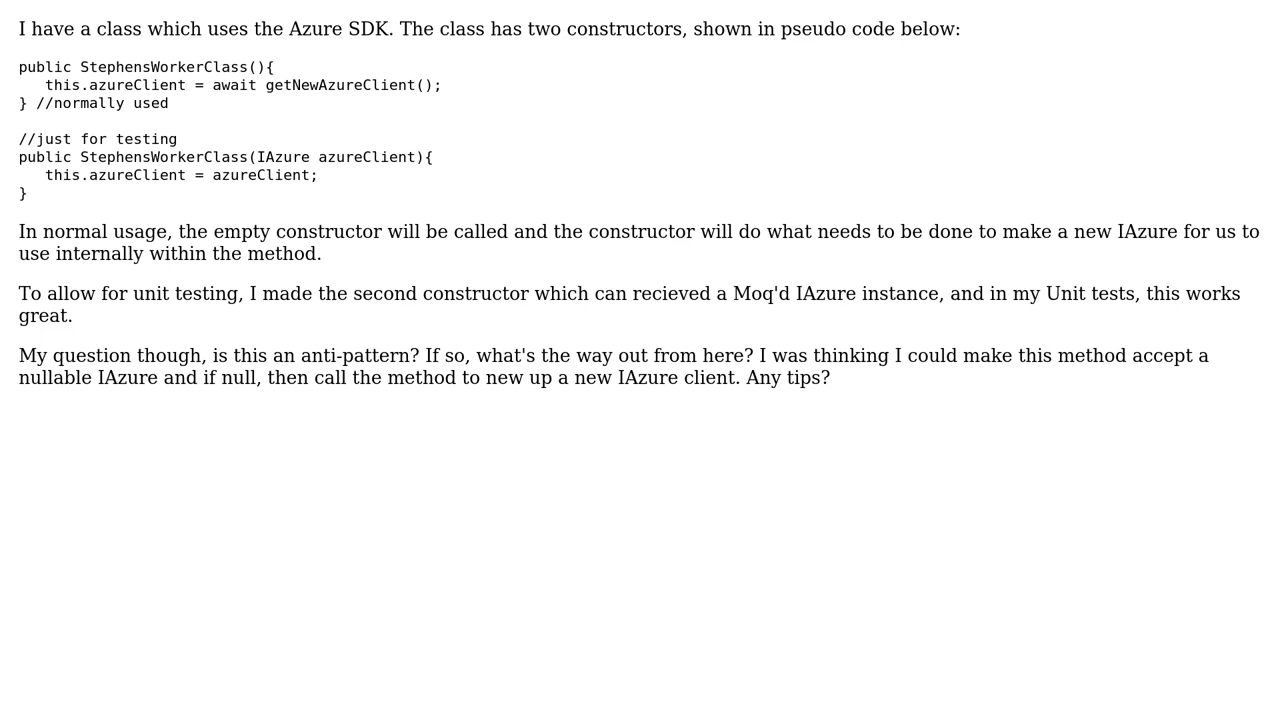 I have a class which uses the Azure SDK. The class has two constructors, shown in pseudo code below:
public StephensWorkerClass(){
   this.azureClient = await getNewAzureClient();
} //normally used
//just for testing
public StephensWorkerClass(IAzure azureClient){
   this.azureClient = azureClient;
}
In normal usage, the empty constructor will be called and the constructor will do what needs to be done to make a new IAzure for us to
use internally within the method.
To allow for unit testing, I made the second constructor which can recieved a Moq'd IAzure instance, and in my Unit tests, this works
great.
My question though, is this an anti-pattern? If so, what's the way out from here? I was thinking I could make this method accept a
nullable IAzure and if null, then call the method to new up a new IAzure client. Any tips?